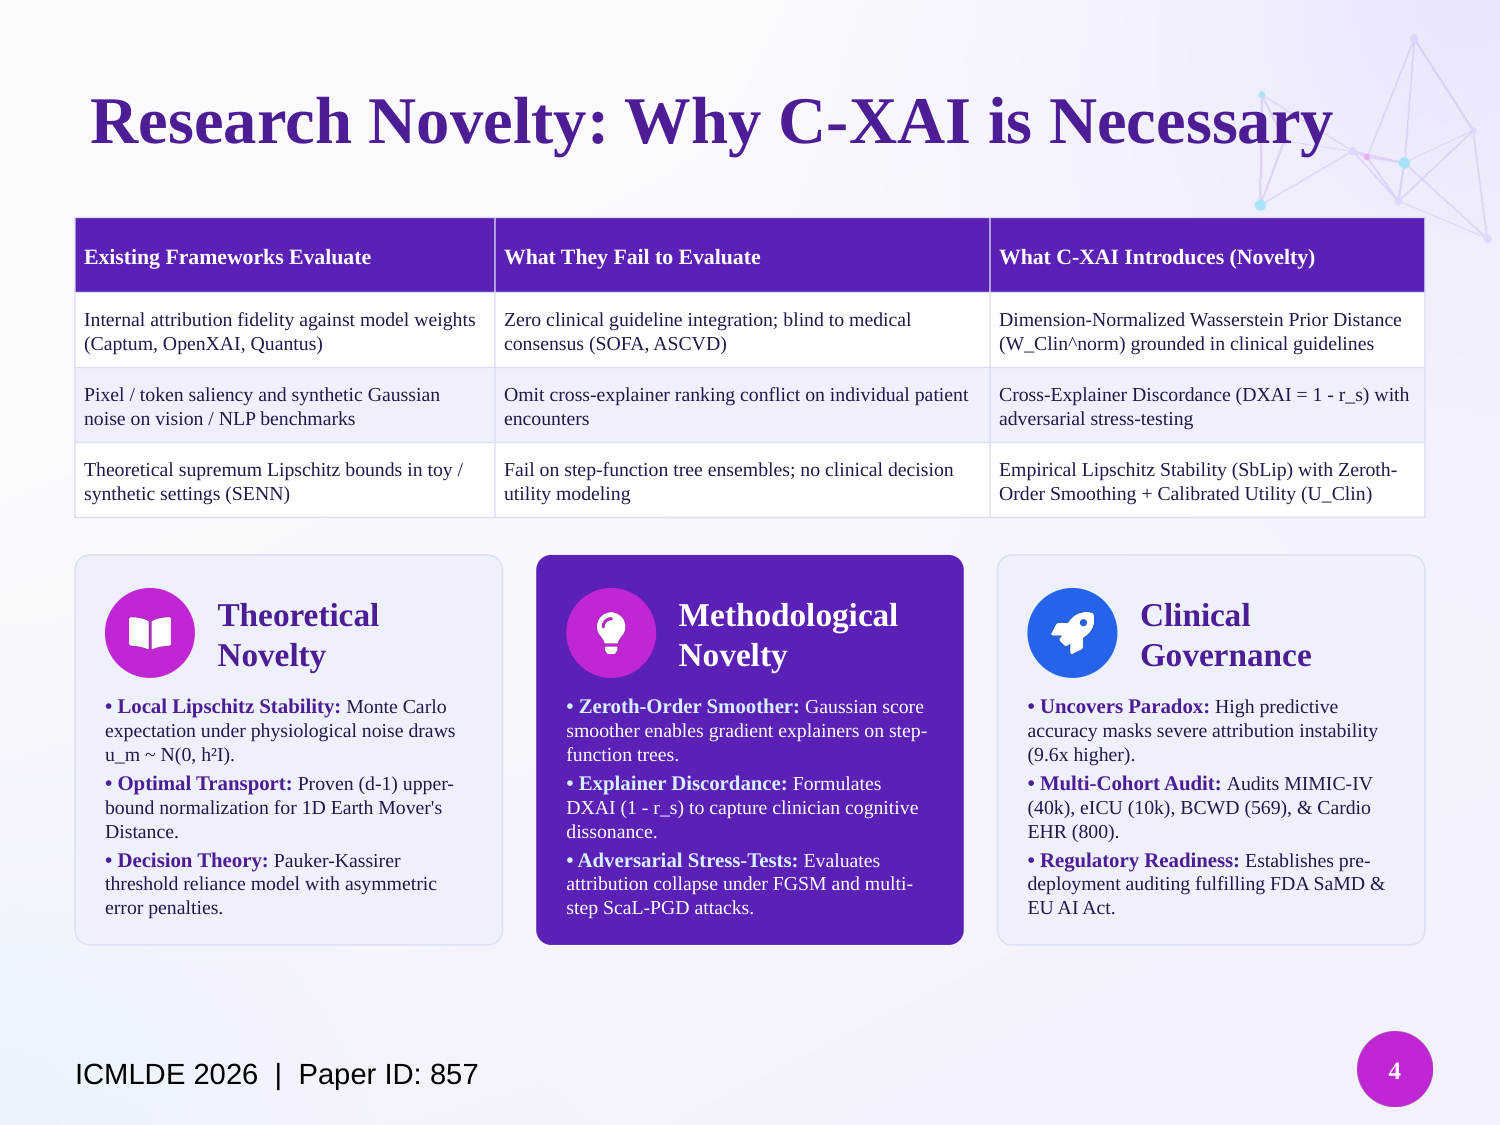 Research Novelty: Why C-XAI is Necessary
Existing Frameworks Evaluate
What They Fail to Evaluate
What C-XAI Introduces (Novelty)
Internal attribution fidelity against model weights
(Captum, OpenXAI, Quantus)
Zero clinical guideline integration; blind to medical
consensus (SOFA, ASCVD)
Dimension-Normalized Wasserstein Prior Distance
(W_Clin^norm) grounded in clinical guidelines
Pixel / token saliency and synthetic Gaussian
noise on vision / NLP benchmarks
Omit cross-explainer ranking conflict on individual patient
encounters
Cross-Explainer Discordance (DXAI = 1 - r_s) with
adversarial stress-testing
Theoretical supremum Lipschitz bounds in toy /
synthetic settings (SENN)
Fail on step-function tree ensembles; no clinical decision
utility modeling
Empirical Lipschitz Stability (SbLip) with Zeroth-
Order Smoothing + Calibrated Utility (U_Clin)
Theoretical
Novelty
• Local Lipschitz Stability: Monte Carlo
expectation under physiological noise draws
u_m ~ N(0, h²I).
• Optimal Transport: Proven (d-1) upper-
bound normalization for 1D Earth Mover's
Distance.
• Decision Theory: Pauker-Kassirer
threshold reliance model with asymmetric
error penalties.
Methodological
Novelty
• Zeroth-Order Smoother: Gaussian score
smoother enables gradient explainers on step-
function trees.
• Explainer Discordance: Formulates
DXAI (1 - r_s) to capture clinician cognitive
dissonance.
• Adversarial Stress-Tests: Evaluates
attribution collapse under FGSM and multi-
step ScaL-PGD attacks.
Clinical
Governance
• Uncovers Paradox: High predictive
accuracy masks severe attribution instability
(9.6x higher).
• Multi-Cohort Audit: Audits MIMIC-IV
(40k), eICU (10k), BCWD (569), & Cardio
EHR (800).
• Regulatory Readiness: Establishes pre-
deployment auditing fulfilling FDA SaMD &
EU AI Act.
ICMLDE 2026 | Paper ID: 857
4